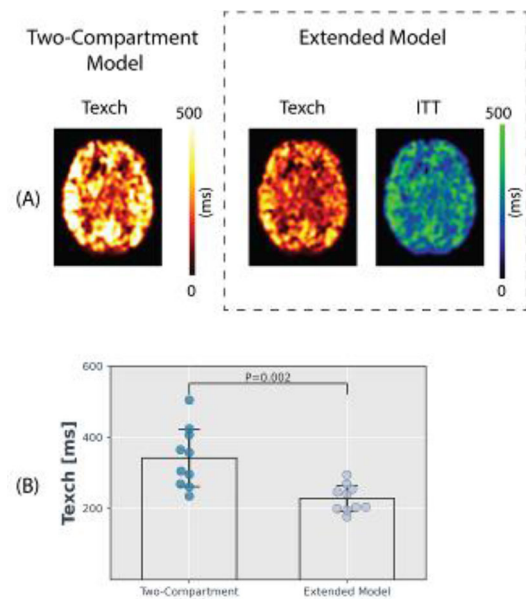 Two-Compartment
Model
Extended Model
Texch
500
Texch
ITT
500
(A)
(ms)
(ms)
0
0
600
P=0.002
400
(B)
Texch [ms]
200
Two-Compartment
Extended Model